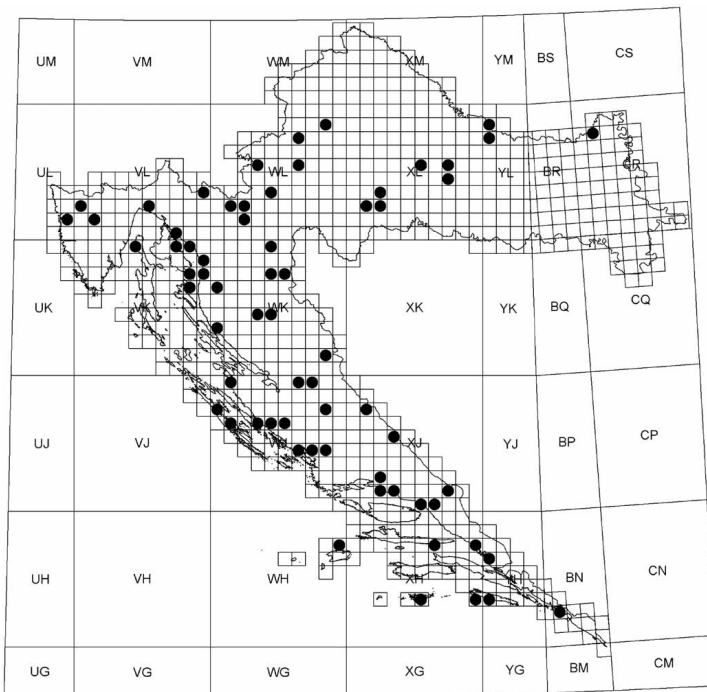 UM VM WM XM YM BS CS
UL VL WL XL YL BR CR
UK VK WK XK YK BQ CQ
UJ VJ XJ YJ BP CP
UH VH WH XH BN CN
UG VG WG XG YG BM CM